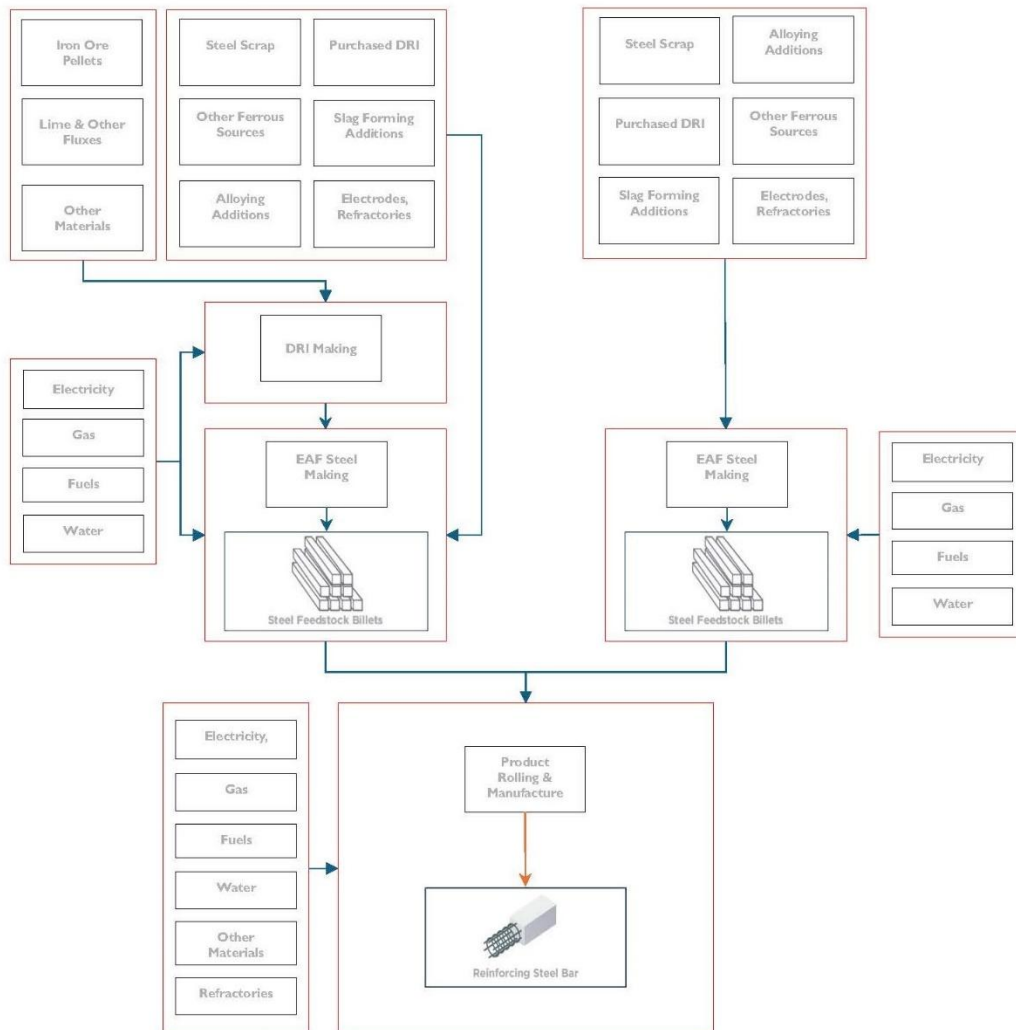 Iron Ore
Pellets
Lime & Other
Fluxes
Other
Materials
Steel Scrap
Purchased DRI
Other Ferrous
Sources
Slag Forming
Additions
Alloying
Additions
Electrodes,
Refractories
Steel Scrap
Alloying
Additions
Purchased DRI
Other Ferrous
Sources
Slag Forming
Additions
Electrodes,
Refractories
DRI Making
Electricity
Gas
Fuels
Water
EAF Steel
Making
Steel Feedstock Billets
EAF Steel
Making
Steel Feedstock Billets
Electricity
Gas
Fuels
Water
Electricity,
Gas
Fuels
Water
Other
Materials
Refractories
Product
Rolling &
Manufacture
Reinforcing Steel Bar